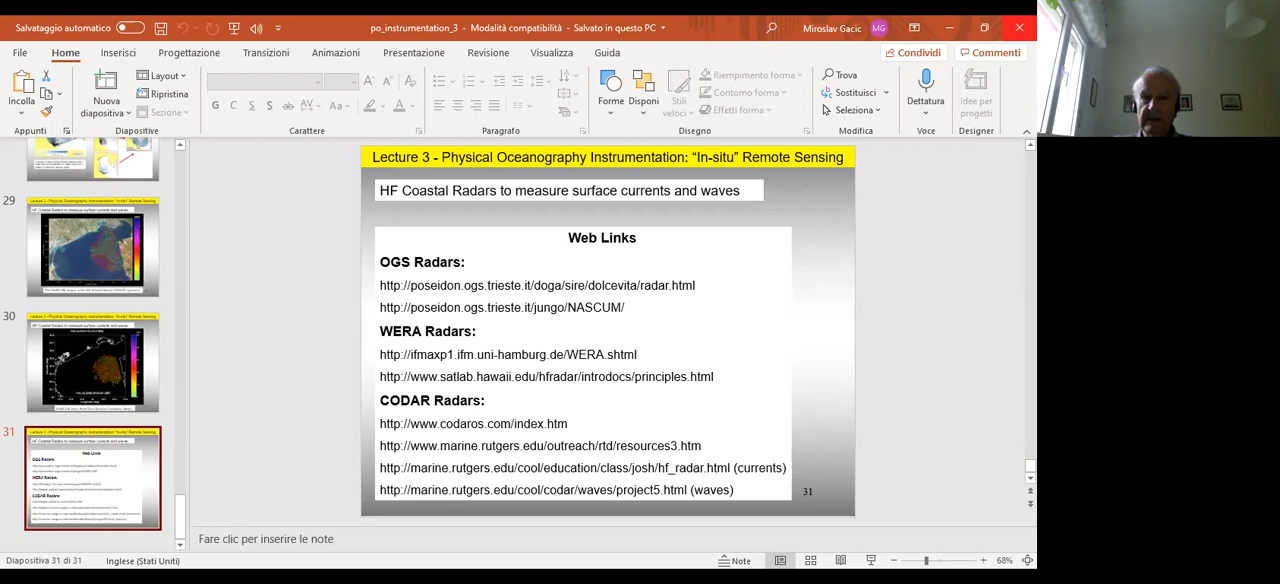 Salvataggio automatico
po_instrumentation_3 - Modalità compatibilità - Salvato in questo PC
Miroslav Gacic
MG
File Home Inserisci Progettazione Transizioni Animazioni Presentazione Revisione Visualizza Guida
Condividi
Commenti
Incolla
Nuova
diapositiva
Layout
Ripristina
Sezione
G C S S ab AV Aa A
Forme
Disponi
Stili
veloci
Riempimento forma
Contorno forma
Effetti forma
Trova
Sostituisci
Seleziona
Dettatura
Idee per
progetti
Appunti
Diapositive
Carattere
Paragrafo
Disegno
Modifica
Voce
Designer
29
30
31
Lecture 3 - Physical Oceanography Instrumentation: “In-situ” Remote Sensing
HF Coastal Radars to measure surface currents and waves
Web Links
OGS Radars:
http://poseidon.ogs.trieste.it/doga/sire/dolcevita/radar.html
http://poseidon.ogs.trieste.it/jungo/NASCUM/
WERA Radars:
http://ifmaxp1.ifm.uni-hamburg.de/WERA.shtml
http://www.satlab.hawaii.edu/hfradar/introdocs/principles.html
CODAR Radars:
http://www.codaros.com/index.htm
http://www.marine.rutgers.edu/outreach/rtd/resources3.htm
http://marine.rutgers.edu/cool/education/class/josh/hf_radar.html (currents)
http://marine.rutgers.edu/cool/codar/waves/project5.html (waves)
31
Fare clic per inserire le note
Diapositiva 31 di 31
Inglese (Stati Uniti)
Note
68%